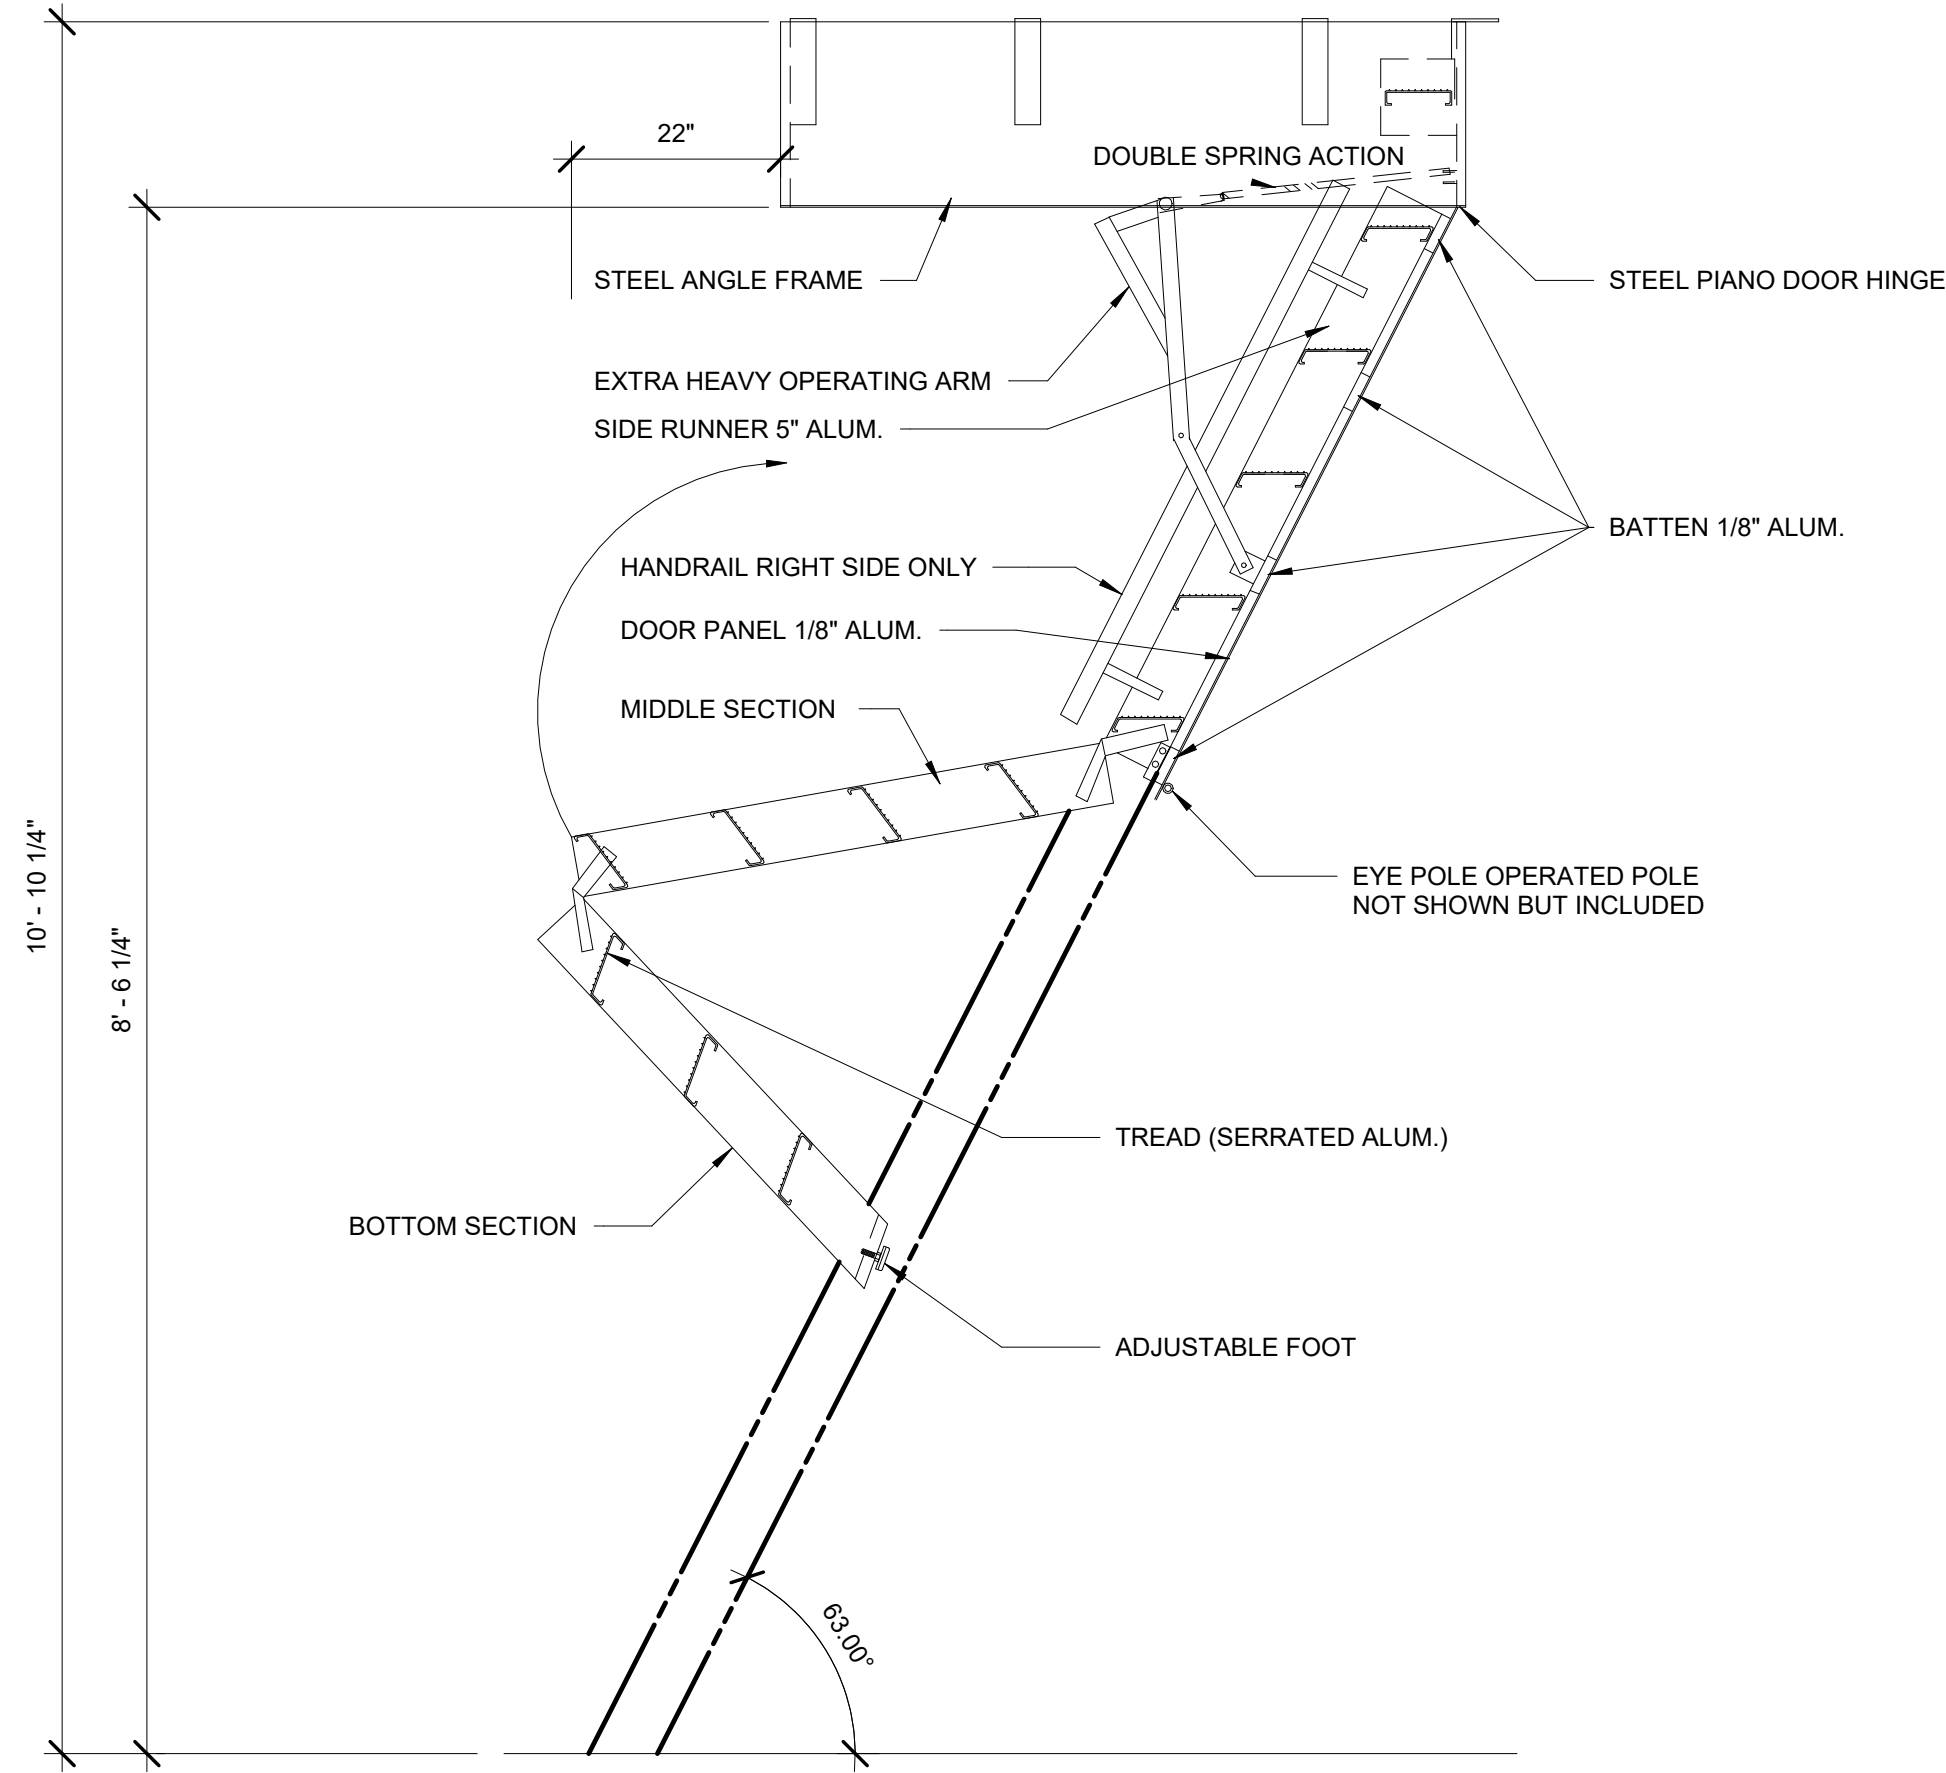 22"
DOUBLE SPRING ACTION
STEEL ANGLE FRAME
STEEL PIANO DOOR HINGE
EXTRA HEAVY OPERATING ARM
SIDE RUNNER 5" ALUM.
BATTEN 1/8" ALUM.
HANDRAIL RIGHT SIDE ONLY
DOOR PANEL 1/8" ALUM.
MIDDLE SECTION
10' - 10 1/4"
8' - 6 1/4"
EYE POLE OPERATED POLE
NOT SHOWN BUT INCLUDED
TREAD (SERRATED ALUM.)
BOTTOM SECTION
ADJUSTABLE FOOT
63.00°